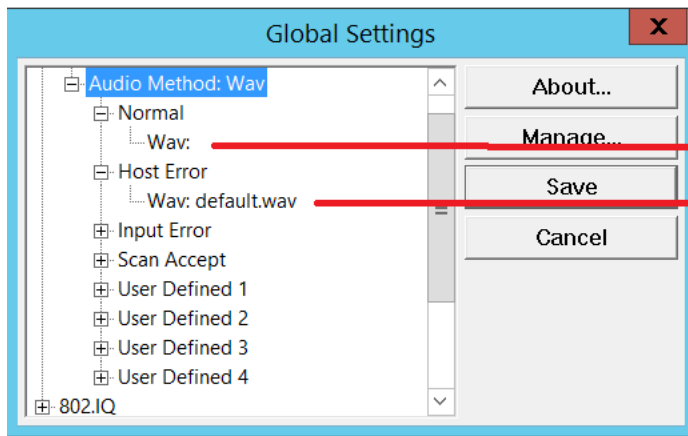 Global Settings
X
Audio Method: Wav
Normal
Wav:
Host Error
Wav: default.wav
Input Error
Scan Accept
User Defined 1
User Defined 2
User Defined 3
User Defined 4
802.IQ
About...
Manage...
Save
Cancel